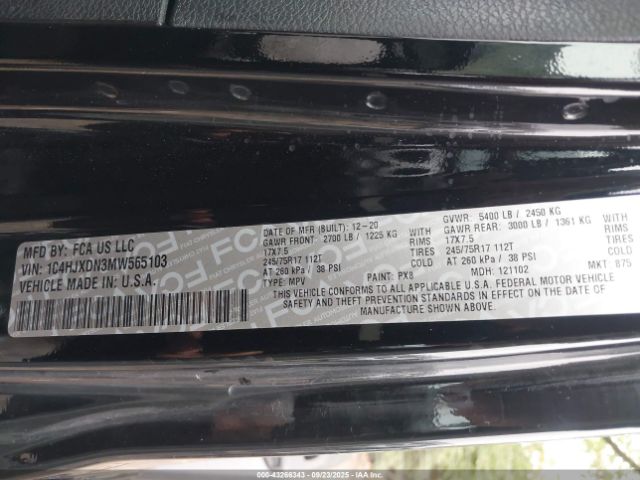 MFD BY: FCA US LLC
VIN: 1C4HJXDN3MW565103
VEHICLE MADE IN: U.S.A.
DATE OF MFR (BUILT): 12-20
GAWR FRONT: 2700 LB / 1225 KG WITH
17X7.5 RIMS
245/75R17 112T TIRES
AT 260 kPa / 38 PSI COLD
TYPE: MPV PAINT: PX8
GVWR: 5400 LB / 2450 KG
GAWR REAR: 3000 LB / 1361 KG WITH
17X7.5 RIMS
245/75R17 112T TIRES
AT 260 kPa / 38 PSI COLD
MDH: 121102 MKT: 875
THIS VEHICLE CONFORMS TO ALL APPLICABLE U.S.A. FEDERAL MOTOR VEHICLE
SAFETY AND THEFT PREVENTION STANDARDS IN EFFECT ON THE DATE OF
MANUFACTURE SHOWN ABOVE.
000-43266343 - 09/23/2025 - iaai.com